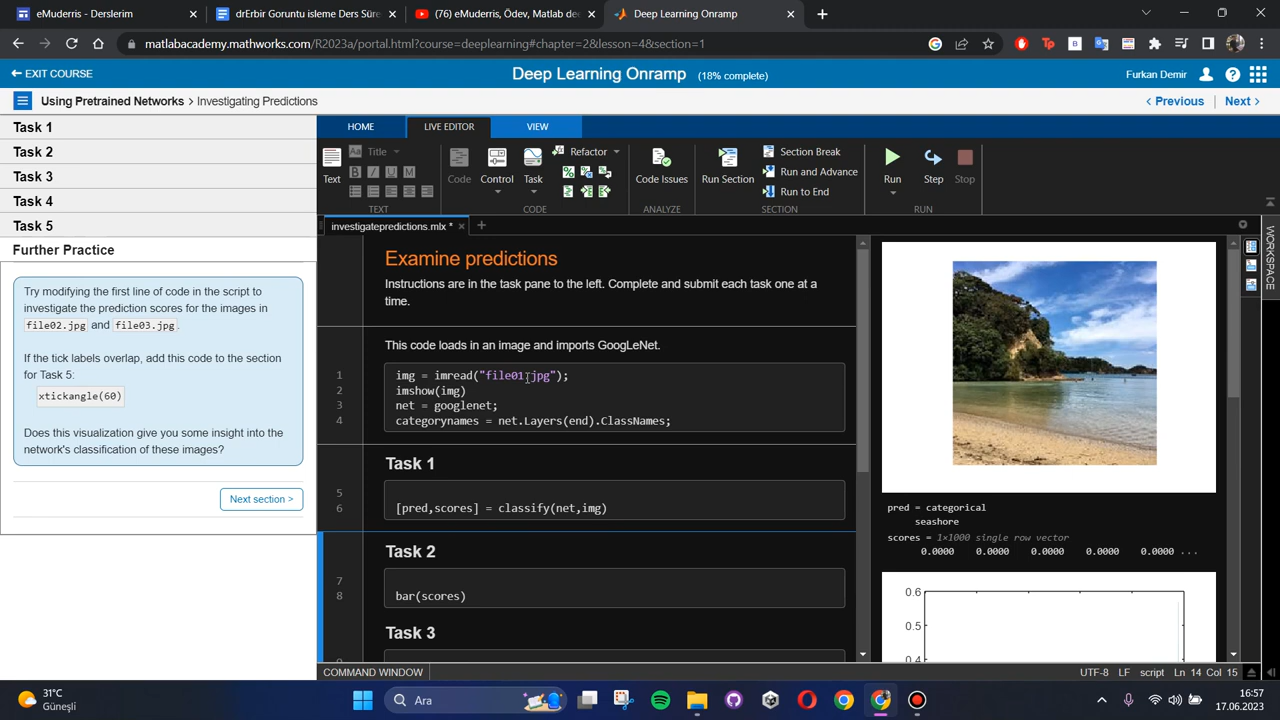 eMuderris - Derslerim
drErbir Goruntu isleme Ders Süre
(76) eMuderris, Ödev, Matlab de
Deep Learning Onramp
matlabacademy.mathworks.com/R2023a/portal.html?course=deeplearning#chapter=2&lesson=4&section=1
EXIT COURSE
Deep Learning Onramp (18% complete)
Furkan Demir
Using Pretrained Networks > Investigating Predictions
Previous
Next
Task 1
Task 2
Task 3
Task 4
Task 5
Further Practice
Try modifying the first line of code in the script to
investigate the prediction scores for the images in
file02.jpg and file03.jpg.
If the tick labels overlap, add this code to the section
for Task 5:
xtickangle(60)
Does this visualization give you some insight into the
network's classification of these images?
Next section >
HOME
LIVE EDITOR
VIEW
Text
Aa Title
B I U M
TEXT
Code
Control
Task
Refactor
CODE
Code Issues
ANALYZE
Run Section
Section Break
Run and Advance
Run to End
SECTION
Run
Step
Stop
RUN
investigatepredictions.mlx *
Examine predictions
Instructions are in the task pane to the left. Complete and submit each task one at a
time.
This code loads in an image and imports GoogLeNet.
1 img = imread("file01.jpg");
2 imshow(img)
3 net = googlenet;
4 categorynames = net.Layers(end).ClassNames;
Task 1
5
6 [pred,scores] = classify(net,img)
Task 2
7
8 bar(scores)
Task 3
pred = categorical
seashore
scores = 1×1000 single row vector
0.0000 0.0000 0.0000 0.0000 0.0000 ...
0.6
0.5
0.4
WORKSPACE
COMMAND WINDOW
UTF-8 LF script Ln 14 Col 15
31°C
Güneşli
Ara
16:57
17.06.2023